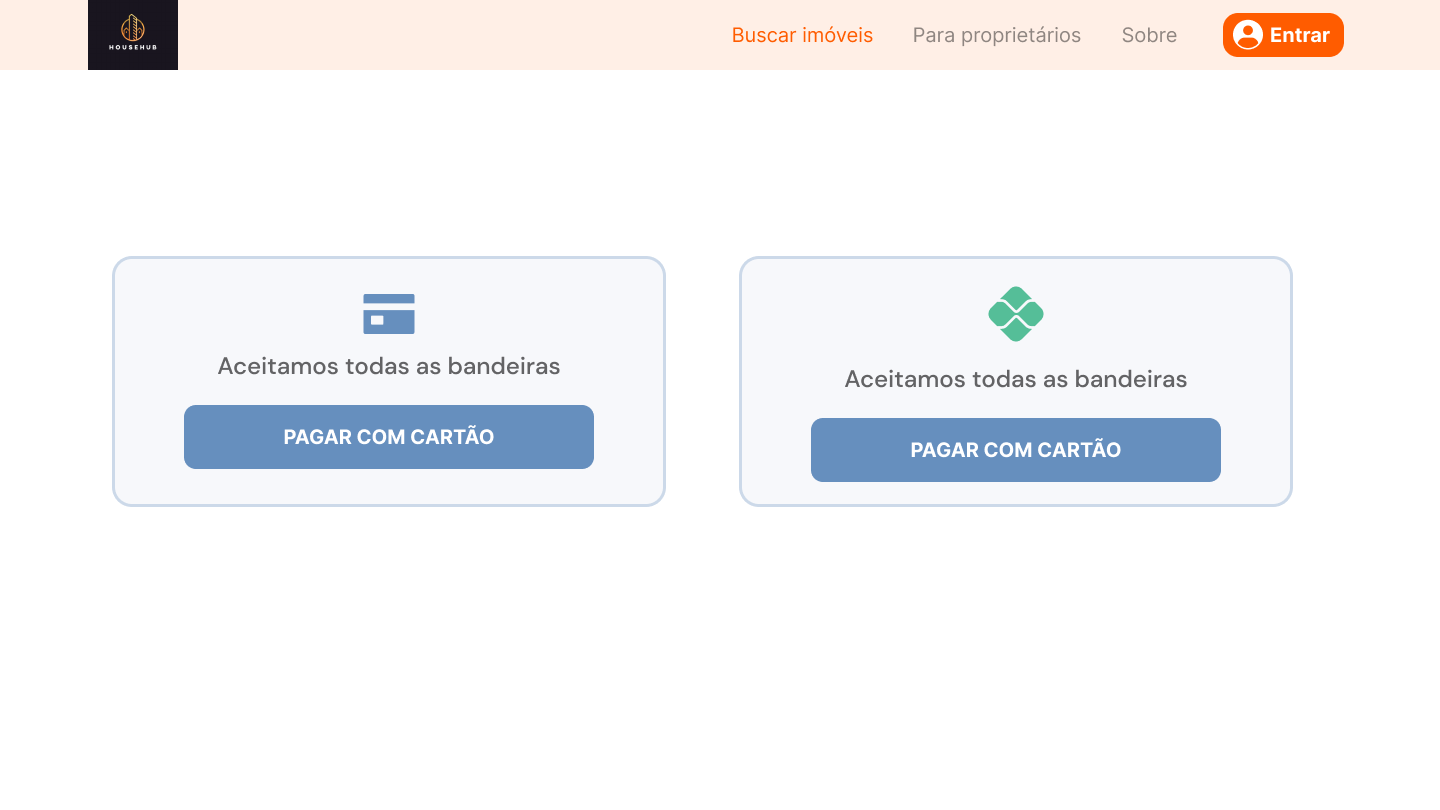 HOUSEHUB
Buscar imóveis
Para proprietários
Sobre
Entrar
Aceitamos todas as bandeiras
PAGAR COM CARTÃO
Aceitamos todas as bandeiras
PAGAR COM CARTÃO